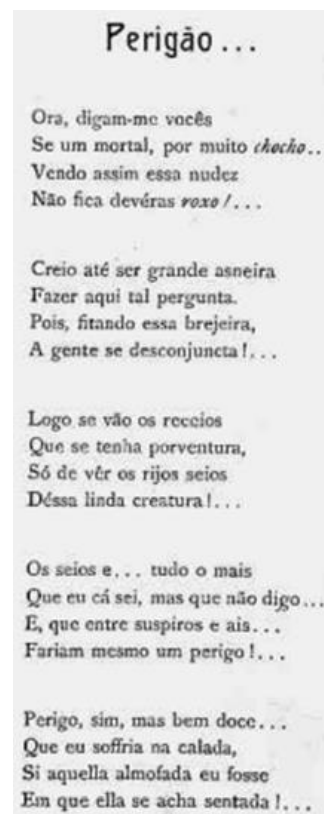 Perigão...
Ora, digam-me vocês
Se um mortal, por muito chocho..
Vendo assim essa nudez
Não fica devéras roxo!...
Creio até ser grande asneira
Fazer aqui tal pergunta.
Pois, fitando essa brejeira,
A gente se desconjuncta!...
Logo se vão os receios
Que se tenha porventura,
Só de vêr os rijos seios
Déssa linda creatura!...
Os seios e... tudo o mais
Que eu cá sei, mas que não digo...
E, que entre suspiros e ais...
Fariam mesmo um perigo!...
Perigo, sim, mas bem doce...
Que eu soffria na calada,
Si aquella almofada eu fosse
Em que ella se acha sentada!...